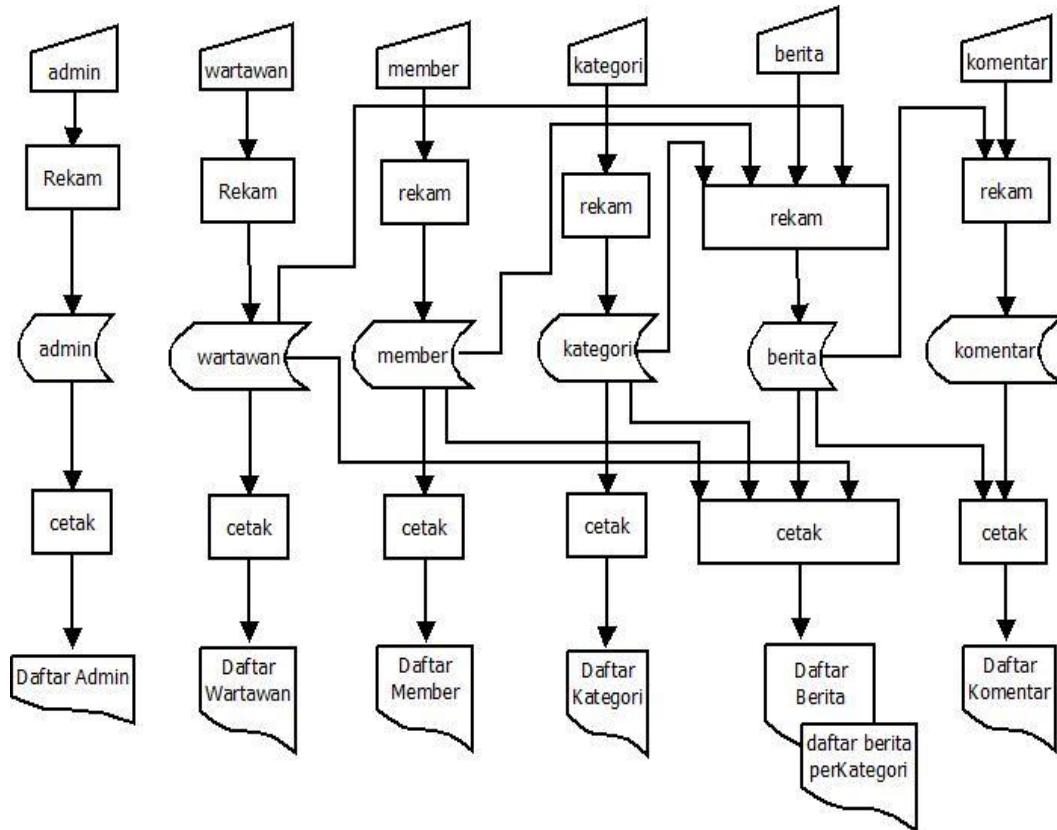 admin
wartawan
member
kategori
berita
komentar
Rekam
Rekam
rekam
rekam
rekam
rekam
admin
wartawan
member
kategori
berita
komentar
cetak
cetak
cetak
cetak
cetak
cetak
Daftar Admin
Daftar
Wartawan
Daftar
Member
Daftar
Kategori
Daftar
Berita
daftar berita
perKategori
Daftar
Komentar